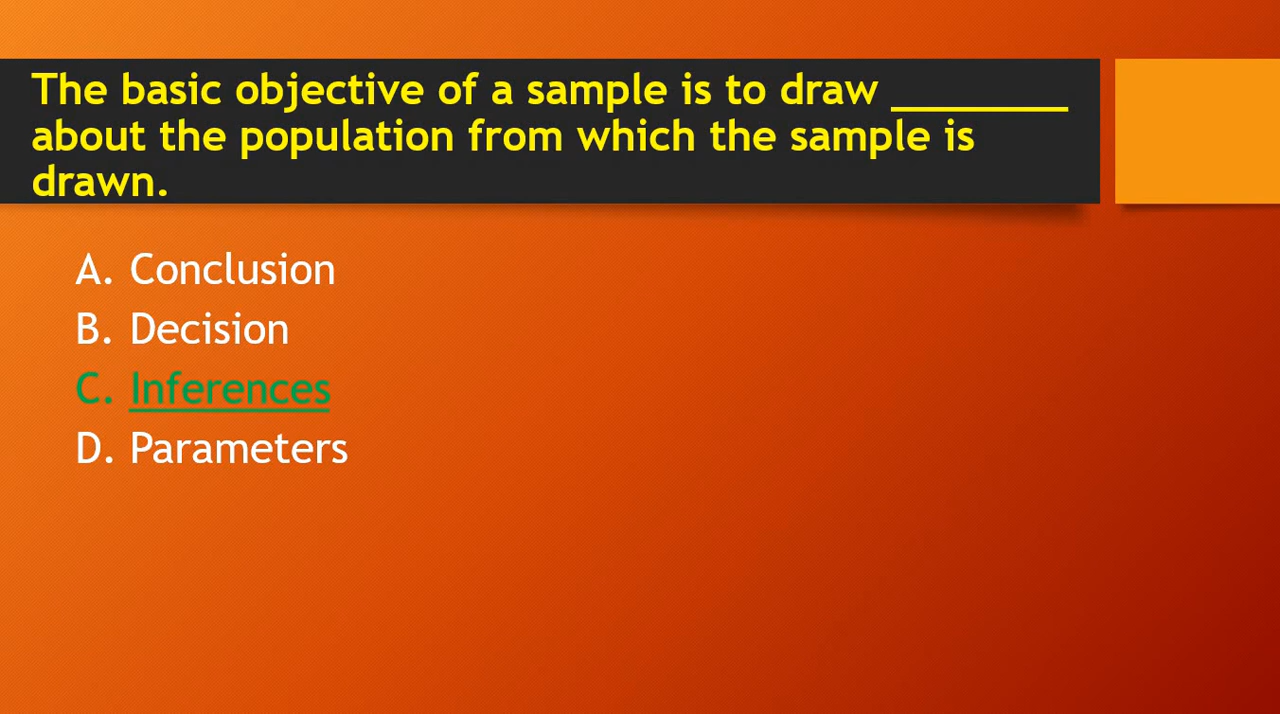 The basic objective of a sample is to draw ________
about the population from which the sample is
drawn.
A. Conclusion
B. Decision
C. Inferences
D. Parameters